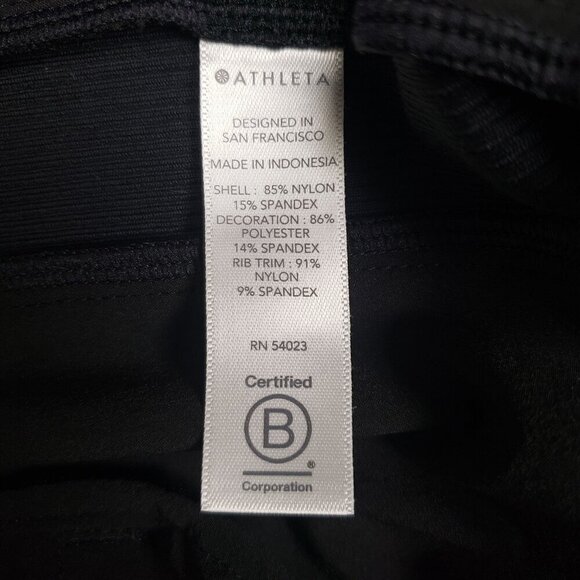 ATHLETA
DESIGNED IN
SAN FRANCISCO
MADE IN INDONESIA
SHELL : 85% NYLON
15% SPANDEX
DECORATION : 86%
POLYESTER
14% SPANDEX
RIB TRIM : 91%
NYLON
9% SPANDEX
RN 54023
Certified
B
®
Corporation